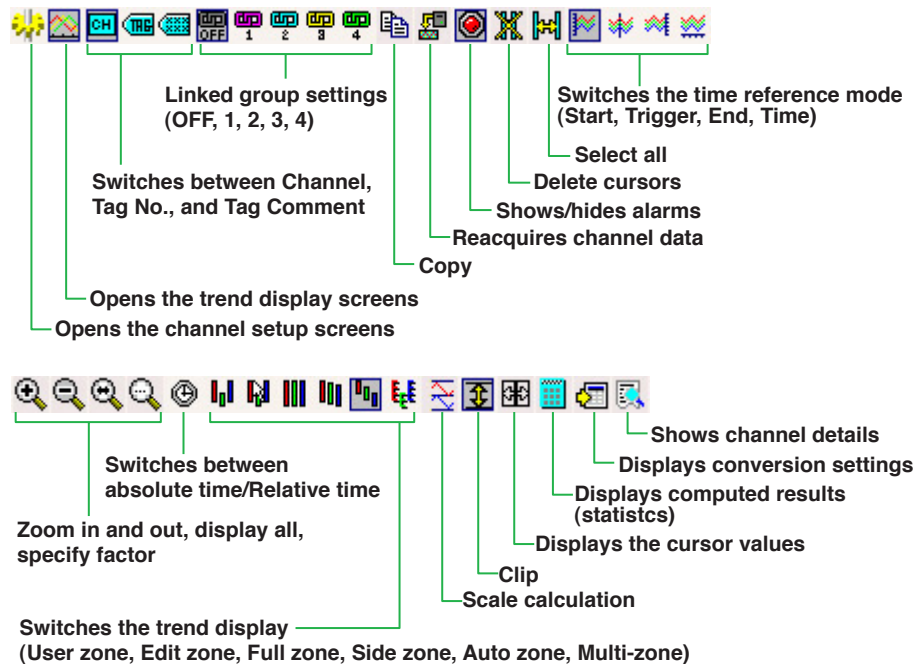 CH TAG
OFF 1 2 3 4
Linked group settings
(OFF, 1, 2, 3, 4)
Switches the time reference mode
(Start, Trigger, End, Time)
Select all
Switches between Channel,
Tag No., and Tag Comment
Delete cursors
Shows/hides alarms
Reacquires channel data
Copy
Opens the trend display screens
Opens the channel setup screens
Shows channel details
Switches between
absolute time/Relative time
Displays conversion settings
Displays computed results
(statistcs)
Zoom in and out, display all,
specify factor
Displays the cursor values
Clip
Scale calculation
Switches the trend display
(User zone, Edit zone, Full zone, Side zone, Auto zone, Multi-zone)